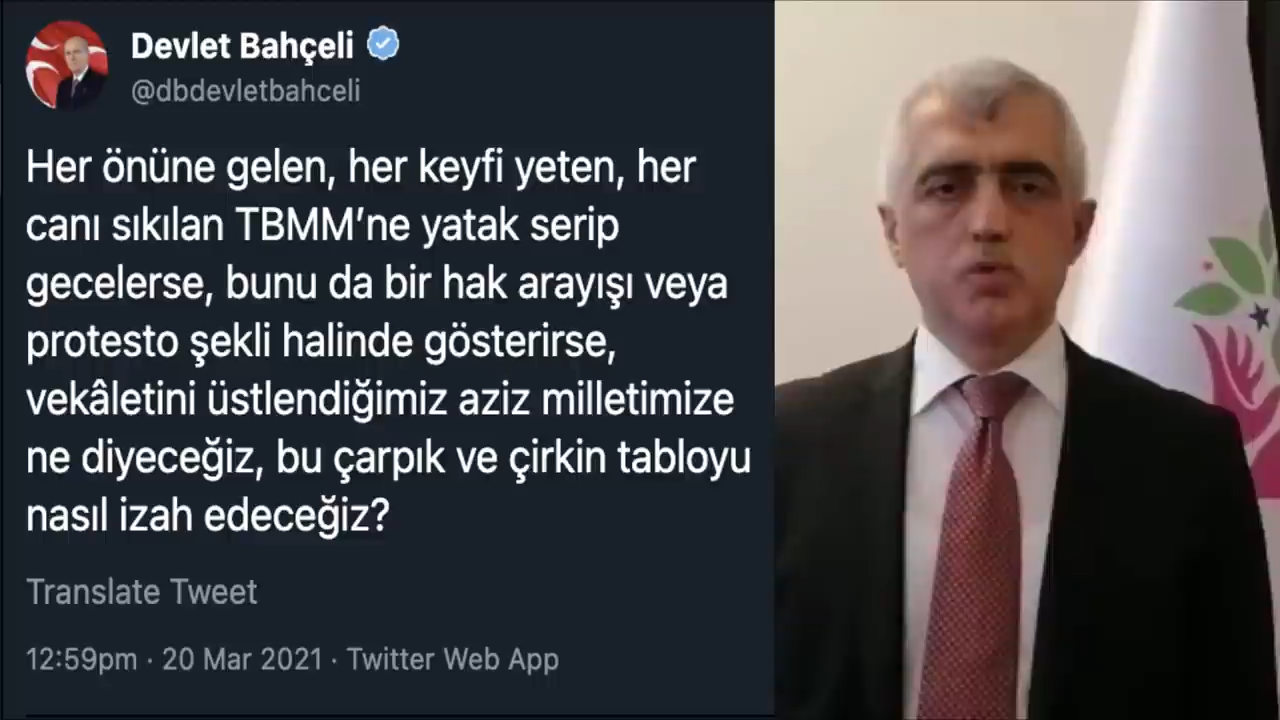 Devlet Bahçeli
@dbdevletbahceli
Her önüne gelen, her keyfi yeten, her
canı sıkılan TBMM’ne yatak serip
gecelerse, bunu da bir hak arayışı veya
protesto şekli halinde gösterirse,
vekâletini üstlendiğimiz aziz milletimize
ne diyeceğiz, bu çarpık ve çirkin tabloyu
nasıl izah edeceğiz?
Translate Tweet
12:59pm · 20 Mar 2021 · Twitter Web App